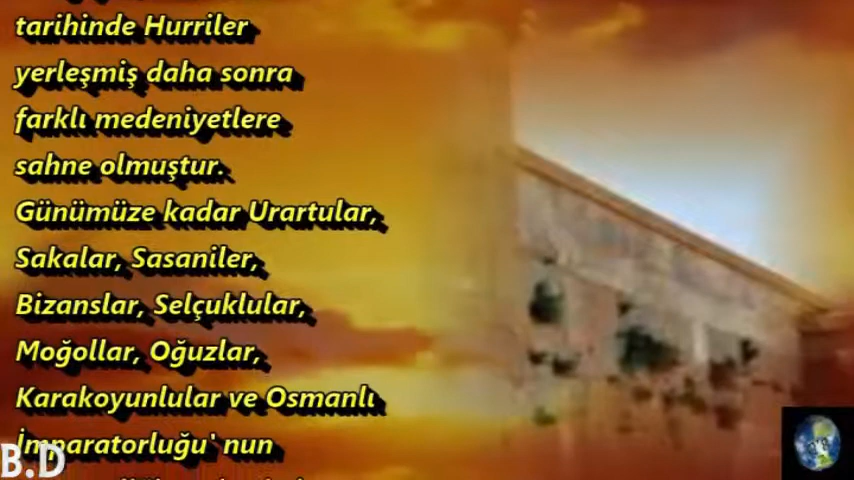 tarihinde Hurriler
yerleşmiş daha sonra
farklı medeniyetlere
sahne olmuştur.
Günümüze kadar Urartular,
Sakalar, Sasaniler,
Bizanslar, Selçuklular,
Moğollar, Oğuzlar,
Karakoyunlular ve Osmanlı
İmparatorluğu' nun
B.D